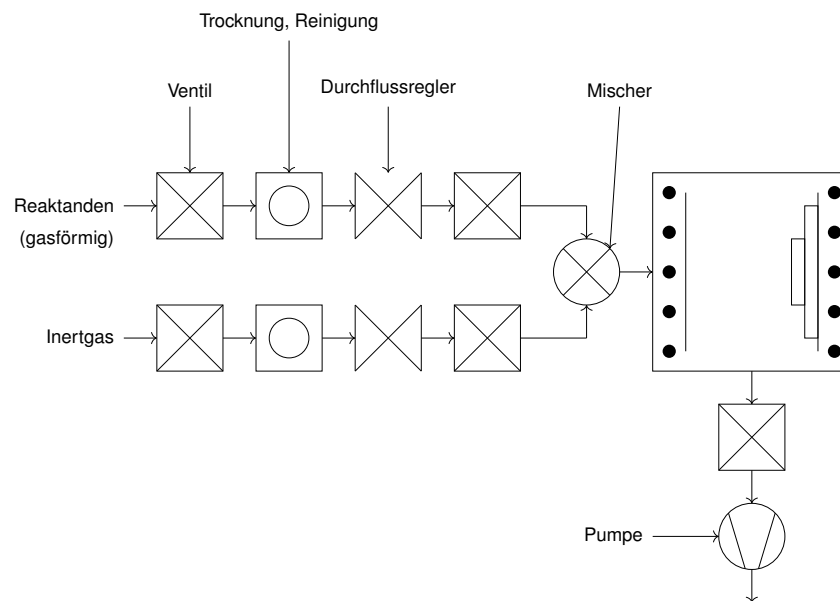 Trocknung, Reinigung
Ventil
Durchflussregler
Mischer
Reaktanden
(gasförmig)
Inertgas
Pumpe